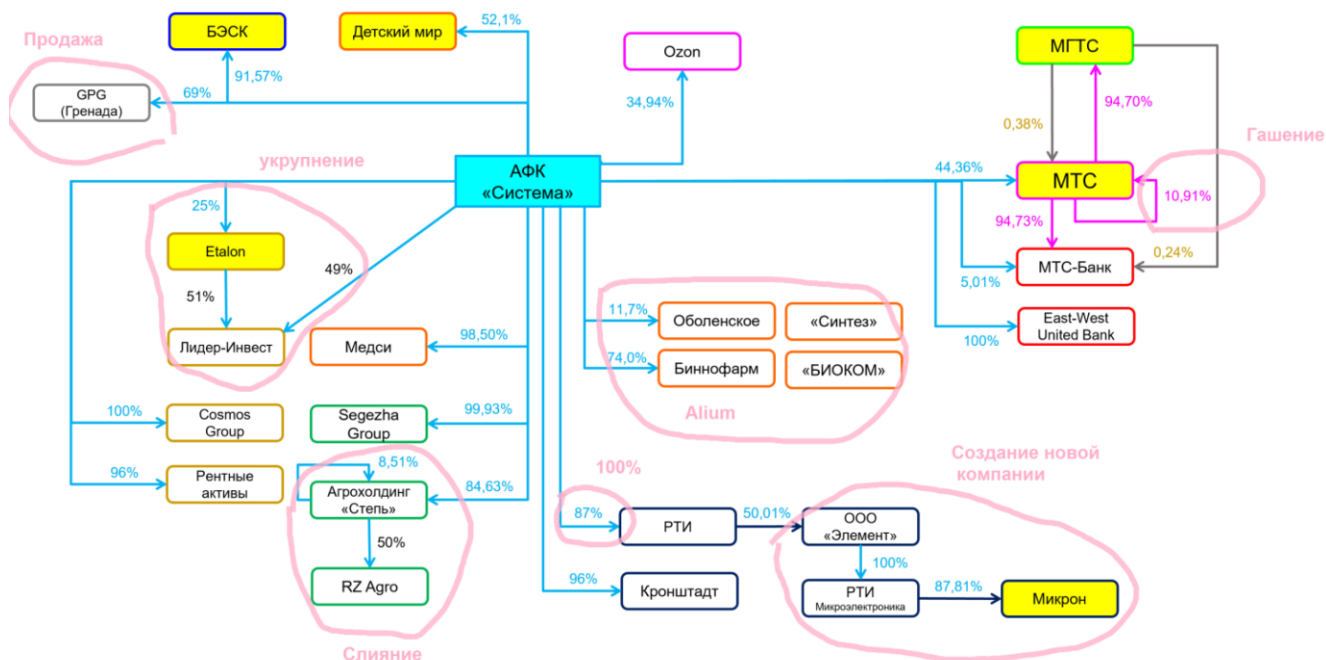 Продажа
БЭСК
52,1%
Детский мир
Ozon
МГТС
91,57%
69%
GPG
(Гренада)
34,94%
94,70%
0,38%
Гашение
укрупнение
АФК
«Система»
44,36%
МТС
10,91%
25%
94,73%
Etalon
49%
0,24%
МТС-Банк
51%
5,01%
11,7%
Оболенское
«Синтез»
East-West
United Bank
100%
Лидер-Инвест
Медси
98,50%
74,0%
Биннофарм
«БИОКОМ»
Alium
100%
Cosmos
Group
Segezha
Group
99,93%
Создание новой
компании
96%
Рентные
активы
8,51%
Агрохолдинг
«Степь»
84,63%
100%
87%
РТИ
50,01%
ООО
«Элемент»
50%
100%
RZ Agro
96%
Кронштадт
РТИ
Микроэлектроника
87,81%
Микрон
Слияние